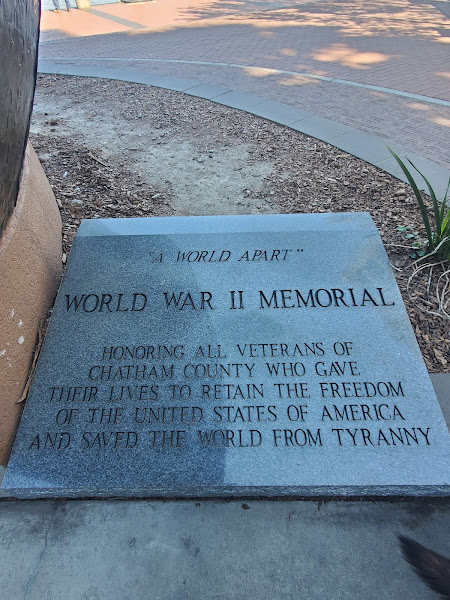 "A WORLD APART"
WORLD WAR II MEMORIAL
HONORING ALL VETERANS OF
CHATHAM COUNTY WHO GAVE
THEIR LIVES TO RETAIN THE FREEDOM
OF THE UNITED STATES OF AMERICA
AND SAVED THE WORLD FROM TYRANNY